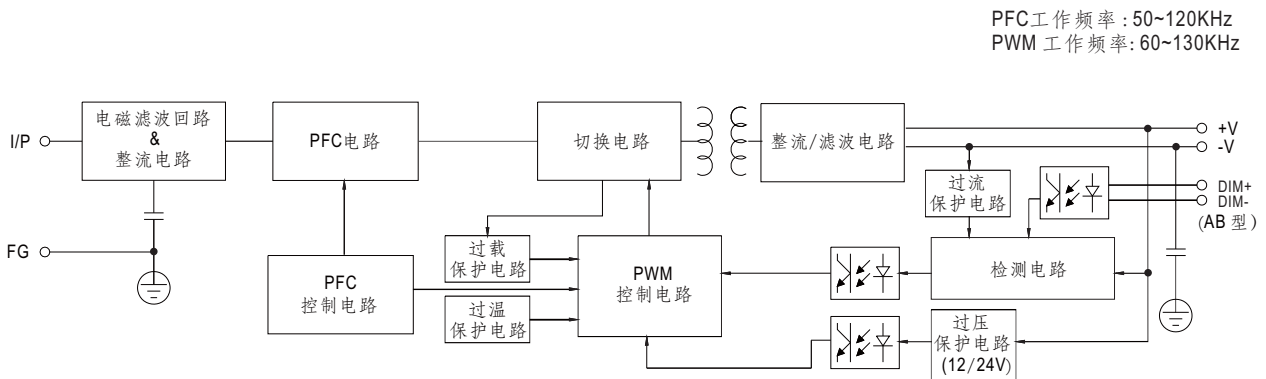 PFC工作频率:50~120KHz
PWM 工作频率:60~130KHz
I/P
电磁滤波回路
&
整流电路
PFC电路
切换电路
整流/滤波电路
+V
-V
DIM+
DIM-
(AB 型)
过流
保护电路
FG
过载
保护电路
PFC
控制电路
PWM
控制电路
检测电路
过温
保护电路
过压
保护电路
(12/24V)